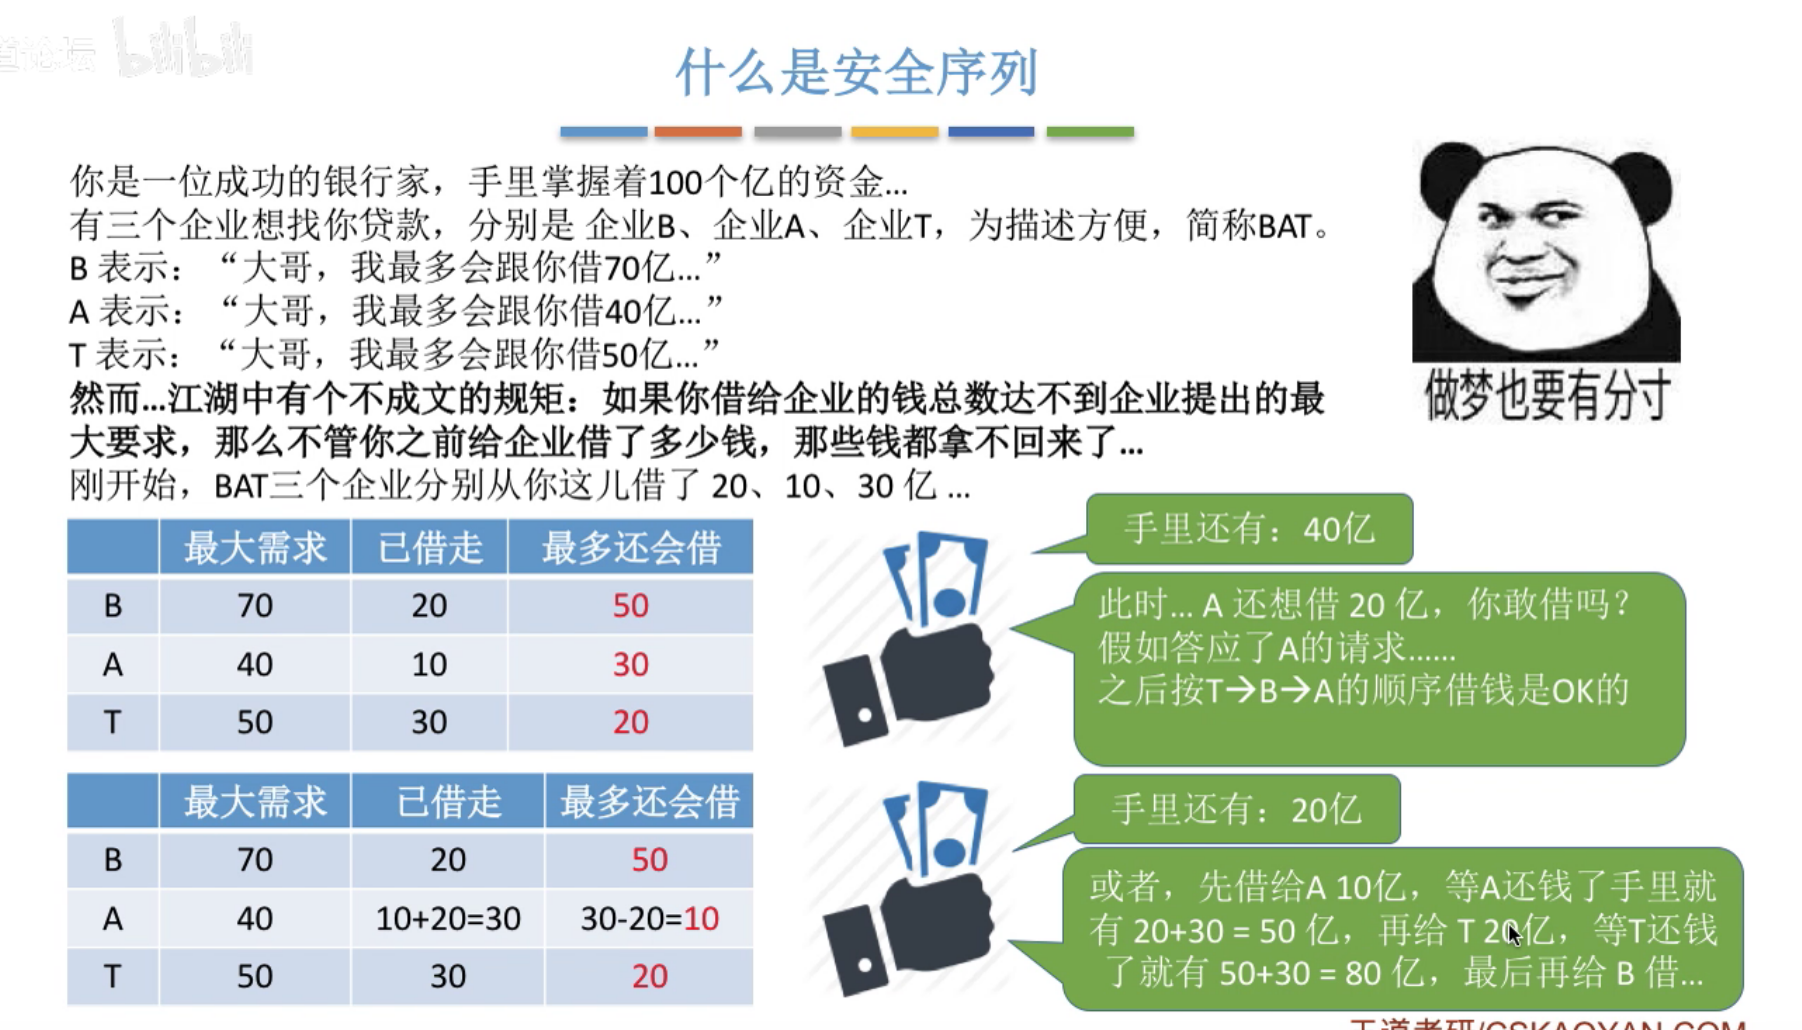 道论坛 bilibili
什么是安全序列
你是一位成功的银行家，手里掌握着100个亿的资金...
有三个企业想找你贷款，分别是 企业B、企业A、企业T，为描述方便，简称BAT。
B 表示：“大哥，我最多会跟你借70亿...”
A 表示：“大哥，我最多会跟你借40亿...”
T 表示：“大哥，我最多会跟你借50亿...”
然而...江湖中有个不成文的规矩：如果你借给企业的钱总数达不到企业提出的最
大要求，那么不管你之前给企业借了多少钱，那些钱都拿不回来了...
刚开始，BAT三个企业分别从你这儿借了 20、10、30 亿 ...
做梦也要有分寸
最大需求 已借走 最多还会借
B 70 20 50
A 40 10 30
T 50 30 20
手里还有：40亿
此时... A 还想借 20 亿，你敢借吗？
假如答应了A的请求......
之后按T→B→A的顺序借钱是OK的
最大需求 已借走 最多还会借
B 70 20 50
A 40 10+20=30 30-20=10
T 50 30 20
手里还有：20亿
或者，先借给A 10亿，等A还钱了手里就
有 20+30 = 50 亿，再给 T 20亿，等T还钱
了就有 50+30 = 80 亿，最后再给 B 借...
王道考研/CSKAOYAN.COM